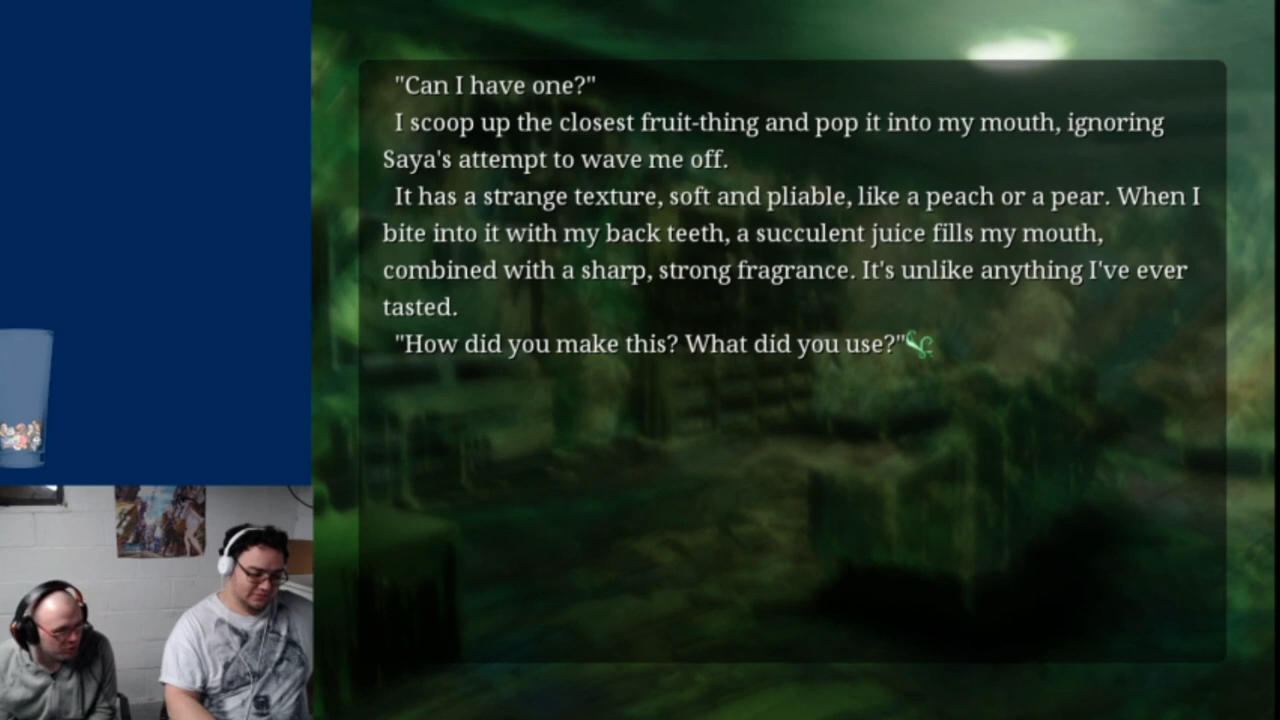 "Can I have one?"
I scoop up the closest fruit-thing and pop it into my mouth, ignoring
Saya's attempt to wave me off.
It has a strange texture, soft and pliable, like a peach or a pear. When I
bite into it with my back teeth, a succulent juice fills my mouth,
combined with a sharp, strong fragrance. It's unlike anything I've ever
tasted.
"How did you make this? What did you use?"